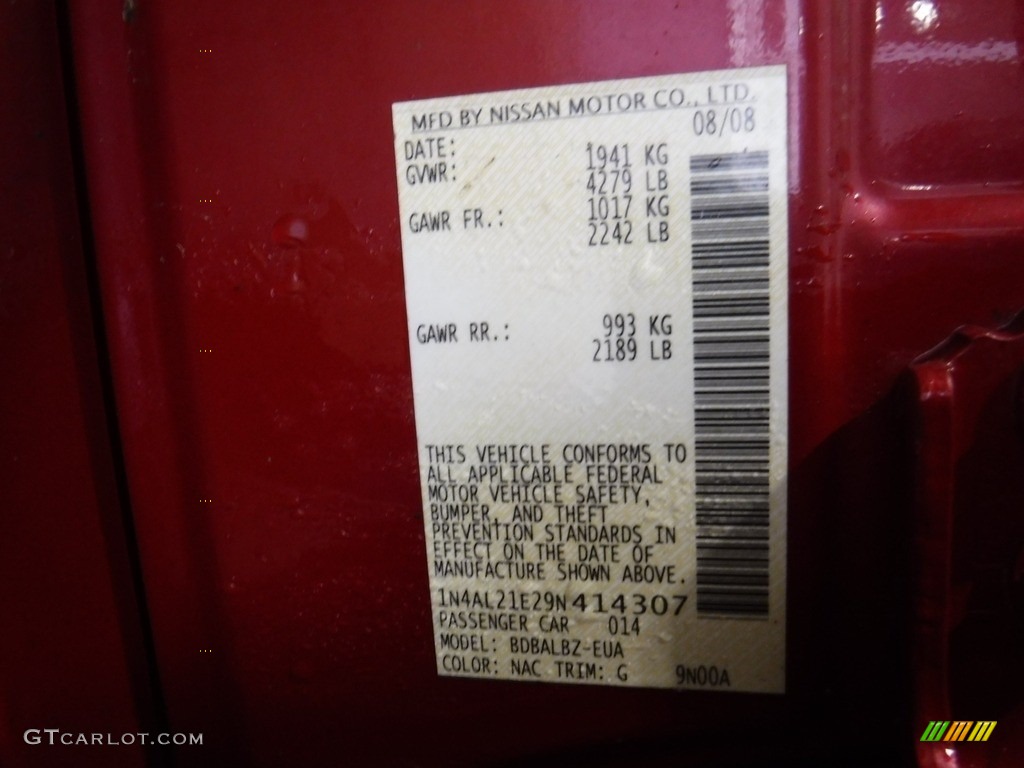 MFD BY NISSAN MOTOR CO., LTD.
DATE: 08/08
GVWR: 1941 KG
4279 LB
GAWR FR.: 1017 KG
2242 LB
GAWR RR.: 993 KG
2189 LB
THIS VEHICLE CONFORMS TO
ALL APPLICABLE FEDERAL
MOTOR VEHICLE SAFETY,
BUMPER, AND THEFT
PREVENTION STANDARDS IN
EFFECT ON THE DATE OF
MANUFACTURE SHOWN ABOVE.
1N4AL21E29N414307
PASSENGER CAR 014
MODEL: BDBALBZ-EUA
COLOR: NAC TRIM: G 9N00A
GTCARLOT.COM